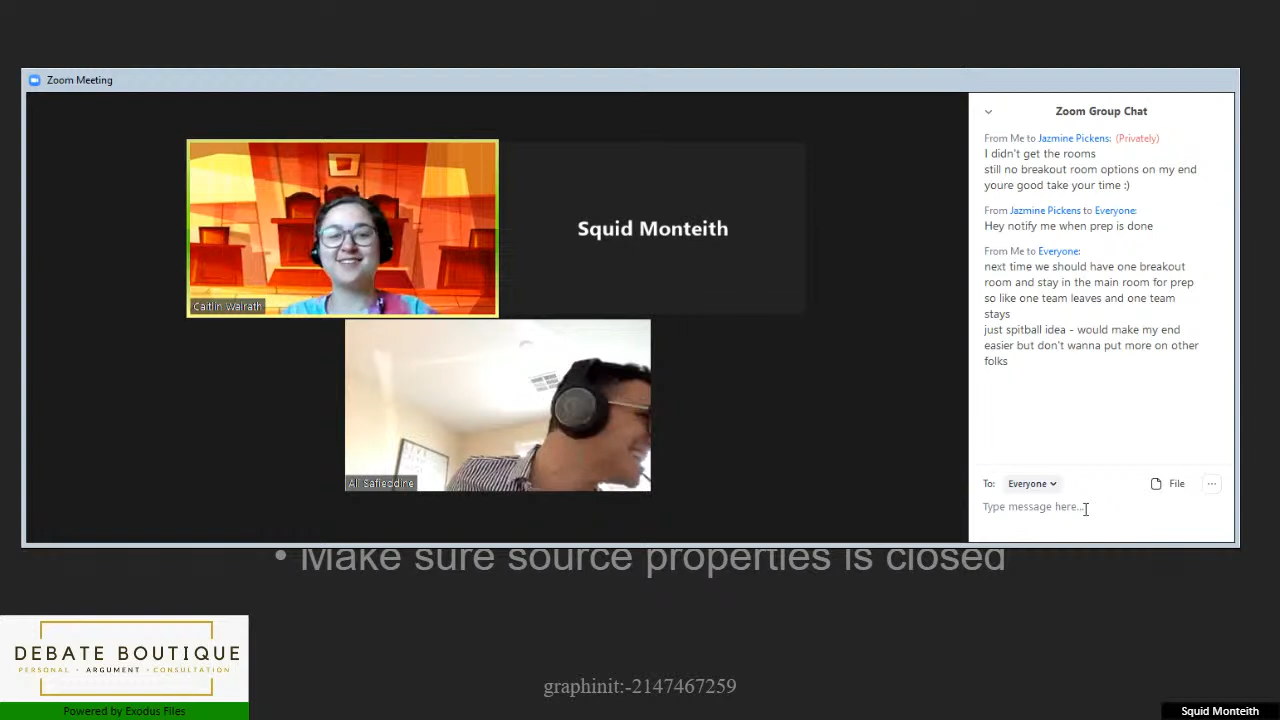 Zoom Meeting
Zoom Group Chat
From Me to Jazmine Pickens: (Privately)
I didn't get the rooms
still no breakout room options on my end
youre good take your time :)
From Jazmine Pickens to Everyone:
Hey notify me when prep is done
From Me to Everyone:
next time we should have one breakout
room and stay in the main room for prep
so like one team leaves and one team
stays
just spitball idea - would make my end
easier but don't wanna put more on other
folks
Squid Monteith
Caitlin Walrath
Ali Safieddine
To: Everyone File ...
Type message here...
• Make sure source properties is closed
DEBATE BOUTIQUE
PERSONAL · ARGUMENT · CONSULTATION
Powered by Exodus Files
graphinit:-2147467259
Squid Monteith